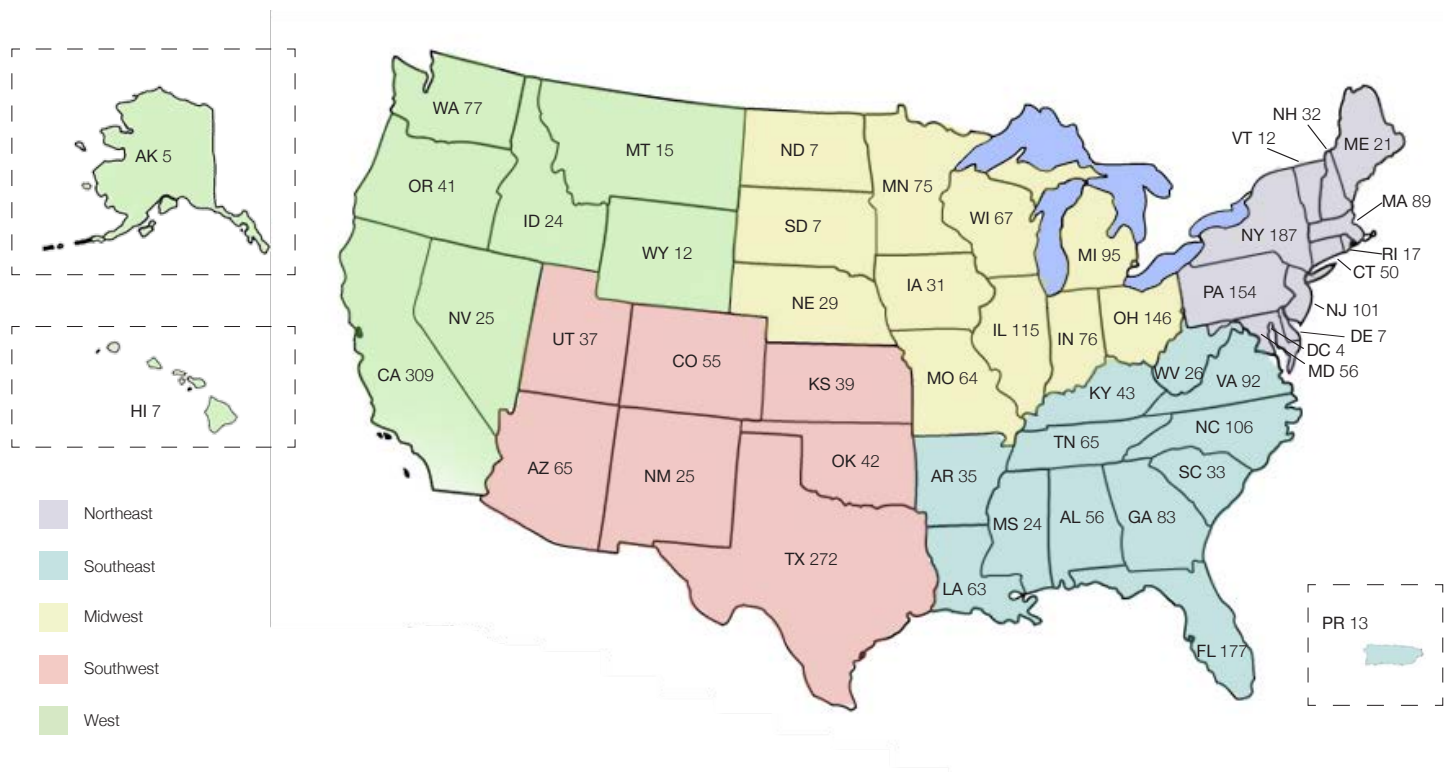 AK 5
HI 7
WA 77
OR 41
ID 24
MT 15
WY 12
NV 25
CA 309
UT 37
CO 55
AZ 65
NM 25
KS 39
OK 42
TX 272
ND 7
SD 7
NE 29
MN 75
IA 31
MO 64
WI 67
IL 115
MI 95
IN 76
OH 146
KY 43
WV 26
VA 92
TN 65
NC 106
SC 33
AR 35
LA 63
MS 24
AL 56
GA 83
FL 177
PR 13
NH 32
VT 12
ME 21
MA 89
NY 187
RI 17
CT 50
PA 154
NJ 101
DE 7
DC 4
MD 56
Northeast
Southeast
Midwest
Southwest
West